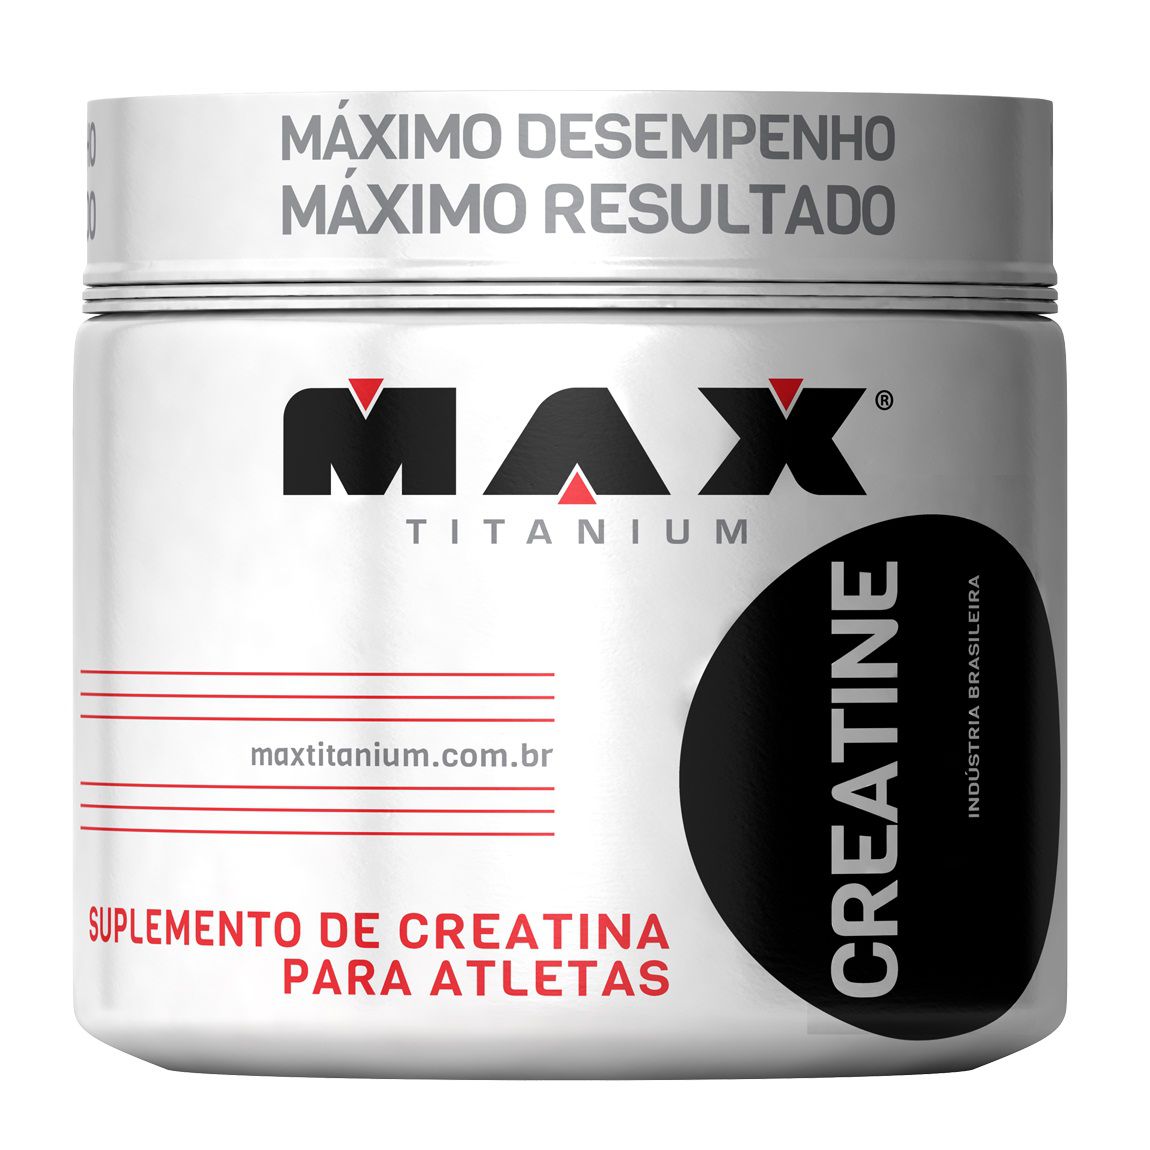 MÁXIMO DESEMPENHO
MÁXIMO RESULTADO
MAX®
TITANIUM
CREATINE
INDÚSTRIA BRASILEIRA
maxtitanium.com.br
SUPLEMENTO DE CREATINA
PARA ATLETAS